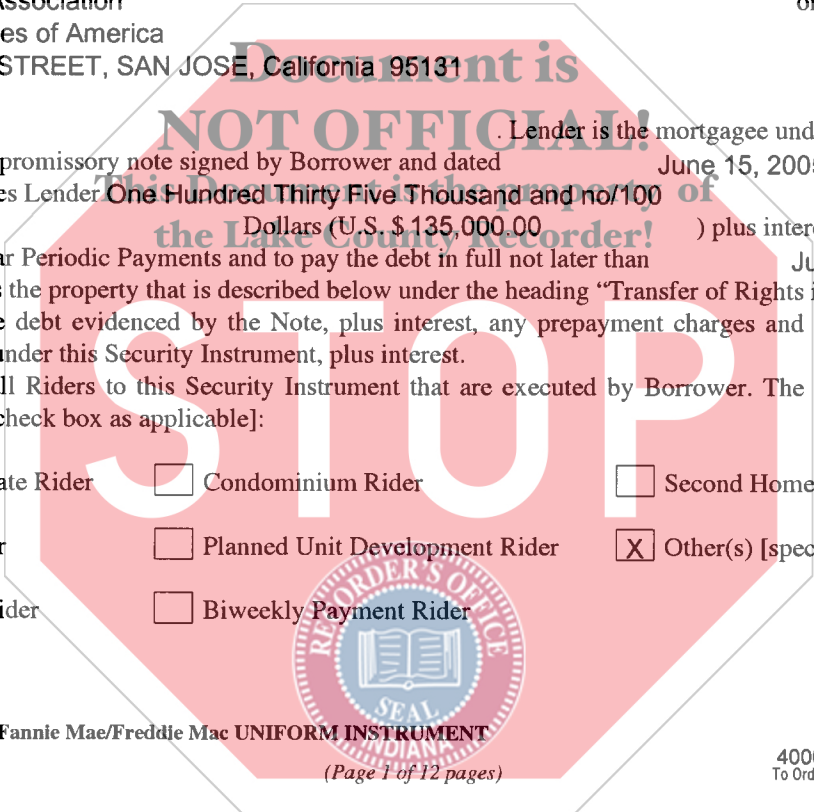 Association
es of America
STREET, SAN JOSE, California 95131
Document is
NOT OFFICIAL!
. Lender is the mortgagee und
promissory note signed by Borrower and dated June 15, 2005
es Lender One Hundred Thirty Five Thousand and no/100
This Document is the property of
Dollars (U.S. $ 135,000.00 ) plus inter
the Lake County Recorder!
ar Periodic Payments and to pay the debt in full not later than Ju
s the property that is described below under the heading “Transfer of Rights i
e debt evidenced by the Note, plus interest, any prepayment charges and
under this Security Instrument, plus interest.
ll Riders to this Security Instrument that are executed by Borrower. The
check box as applicable]:
STOP
ate Rider Condominium Rider Second Home
r Planned Unit Development Rider X Other(s) [spec
ider Biweekly Payment Rider
RECORDER'S OFFICE
SEAL
INDIANA
Fannie Mae/Freddie Mac UNIFORM INSTRUMENT
(Page 1 of 12 pages)
400
To Ord